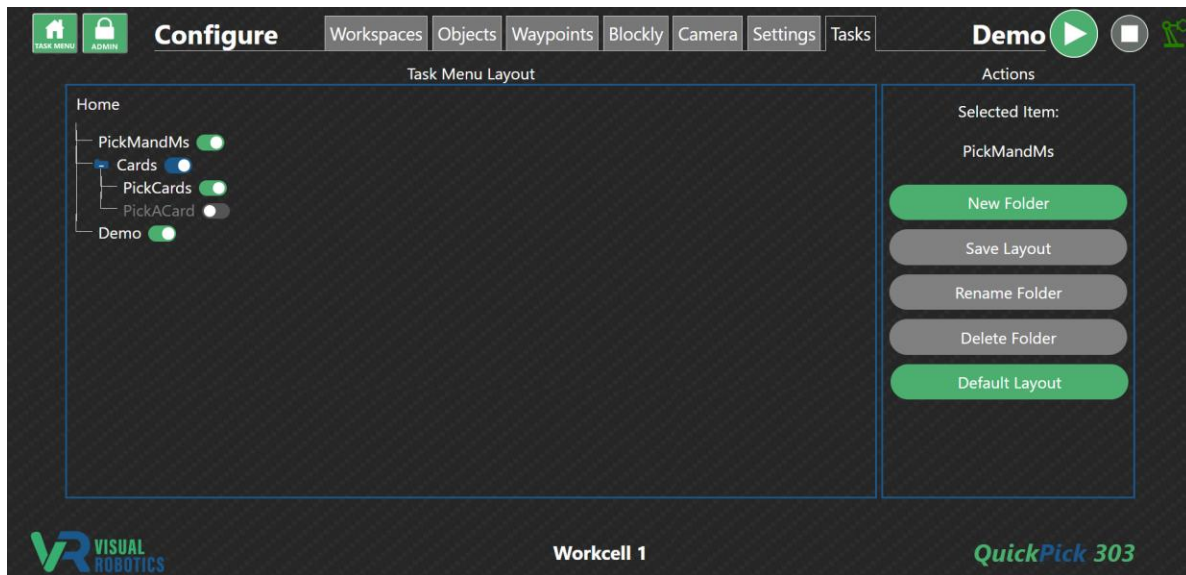 TASK MENU
ADMIN
Configure
Workspaces Objects Waypoints Blockly Camera Settings Tasks
Demo
Task Menu Layout
Actions
Home
PickMandMs
Cards
PickCards
PickACard
Demo
Selected Item:
PickMandMs
New Folder
Save Layout
Rename Folder
Delete Folder
Default Layout
VR VISUAL
ROBOTICS
Workcell 1
QuickPick 303